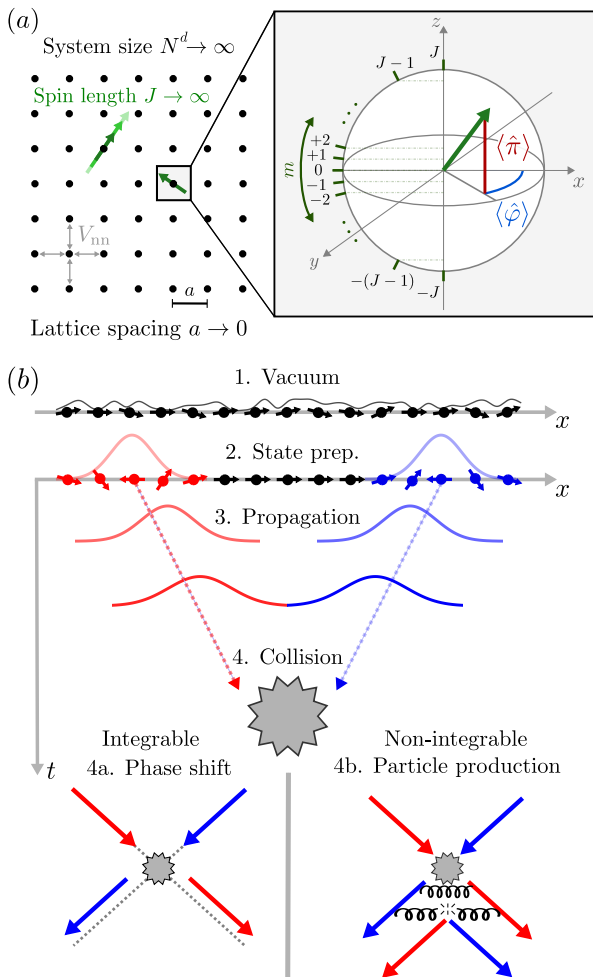 (a)
System size N^d → ∞
Spin length J → ∞
V_nn
a
Lattice spacing a → 0
z
J
J − 1
+2
+1
0
−1
−2
m
⟨π̂⟩
⟨φ̂⟩
x
y
−(J−1)
−J
(b)
1. Vacuum
x
2. State prep.
x
3. Propagation
4. Collision
Integrable
4a. Phase shift
Non-integrable
4b. Particle production
t